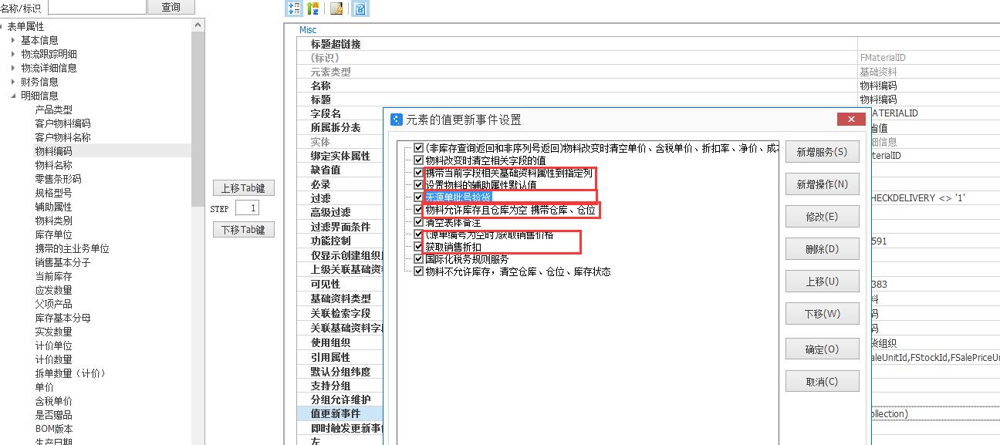 名称/标识
查询
表单属性
基本信息
物流跟踪明细
物流详细信息
财务信息
明细信息
产品类型
客户物料编码
客户物料名称
物料编码
物料名称
零售条形码
规格型号
辅助属性
物料类别
库存单位
携带的主业务单位
销售基本分子
当前库存
应发数量
父项产品
库存基本分母
实发数量
计价单位
计价数量
拆单数量（计价）
单价
含税单价
是否赠品
BOM版本
生产日期
上移Tab键
STEP
1
下移Tab键
Misc
标题超链接
(标识)
FMaterialID
元素类型
基础资料
名称
物料编码
标题
物料编码
字段名
ATERIALID
所属拆分表
省值
实体
细信息
绑定实体属性
terialID
缺省值
必录
过滤
HECKDELIVERY <> '1'
高级过滤
过滤界面条件
功能控制
591
仅显示创建组织
上级关联基础资
可见性
383
基础资料类型
料
关联检索字段
码
关联基础资料字
码
使用组织
货组织
引用属性
aleUnitId,FStockId,FSalePriceUn
默认分组纬度
支持分组
分组允许维护
值更新事件
ollection)
即时触发更新事
左
元素的值更新事件设置
(非库存查询返回和非序列号返回)物料改变时清空单价、含税单价、折扣率、净价、成
物料改变时清空相关字段的值
携带当前字段相关基础资料属性到指定列
设置物料的辅助属性默认值
无源单批号捡货
物料允许库存且仓库为空 携带仓库、仓位
清空表体备注
(源单编号为空时)获取销售价格
获取销售折扣
国际化税务规则服务
物料不允许库存，清空仓库、仓位、库存状态
新增服务(S)
新增操作(N)
修改(E)
删除(D)
上移(U)
下移(W)
确定(O)
取消(C)